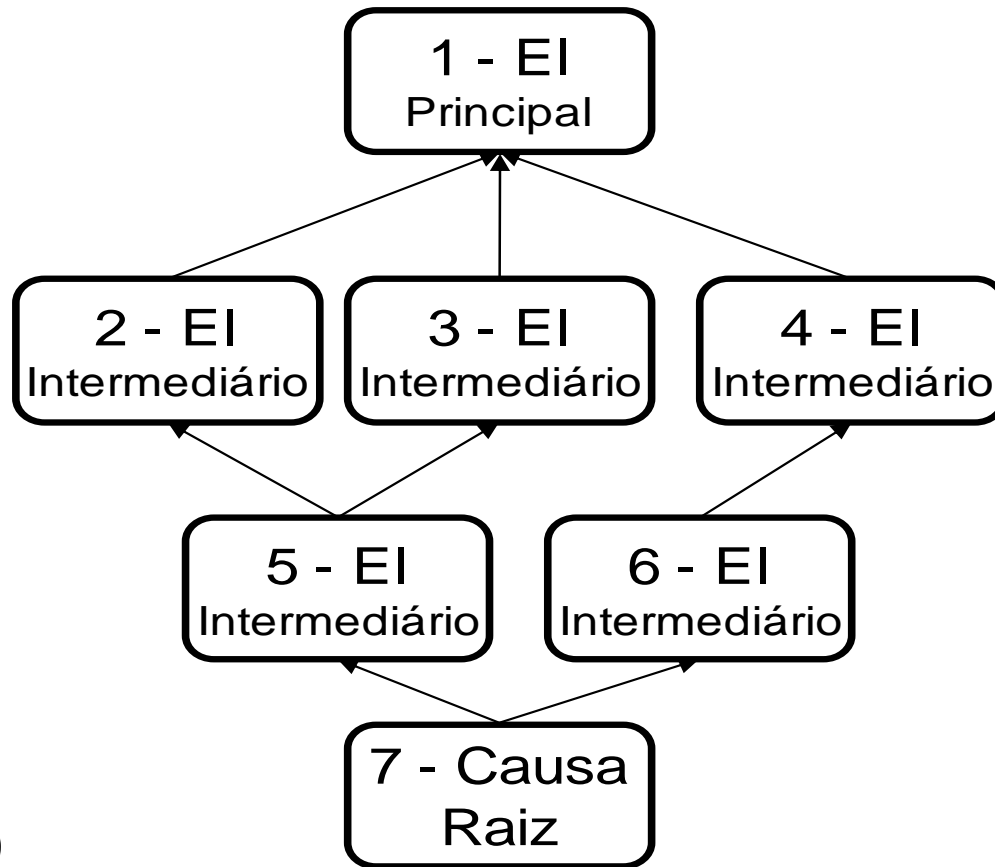 1 - EI
Principal
2 - EI
Intermediário
3 - EI
Intermediário
4 - EI
Intermediário
5 - EI
Intermediário
6 - EI
Intermediário
7 - Causa
Raiz
)